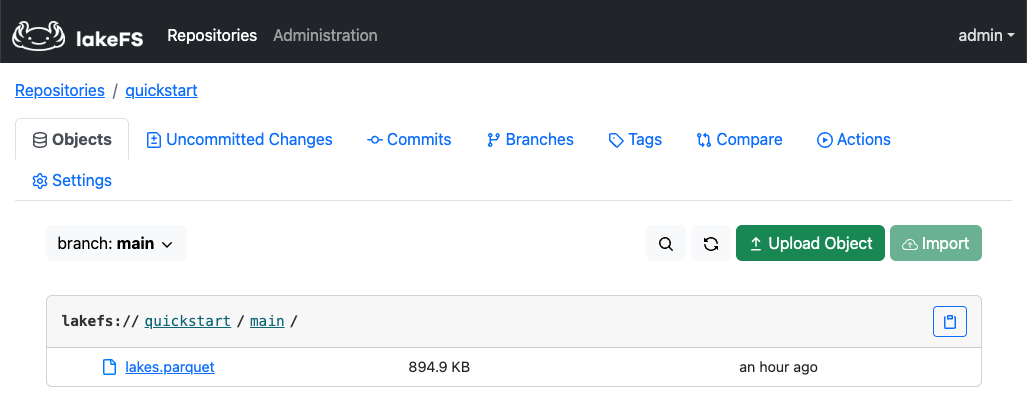 lakeFS Repositories Administration admin
Repositories / quickstart
Objects Uncommitted Changes Commits Branches Tags Compare Actions
Settings
branch: main Upload Object Import
lakefs:// quickstart / main /
lakes.parquet 894.9 KB an hour ago